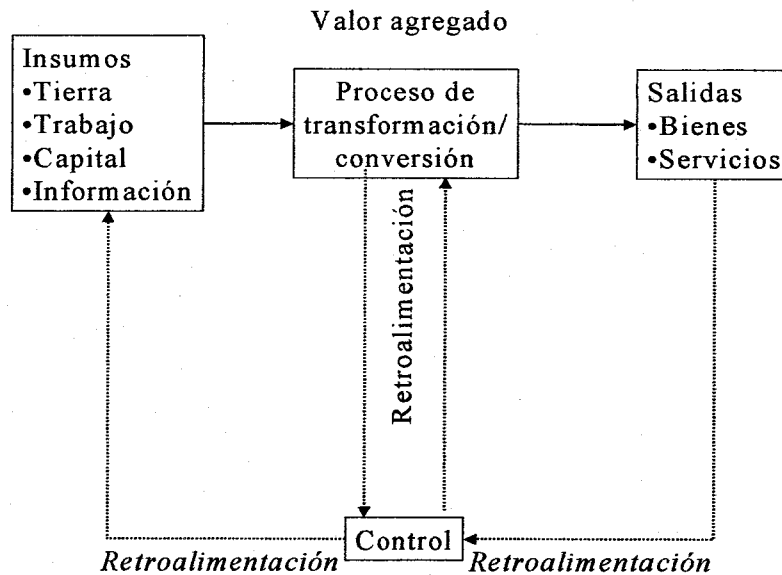 Valor agregado
Insumos
•Tierra
•Trabajo
•Capital
•Información
Proceso de
transformación/
conversión
Salidas
•Bienes
•Servicios
Retroalimentación
Control
Retroalimentación
Retroalimentación